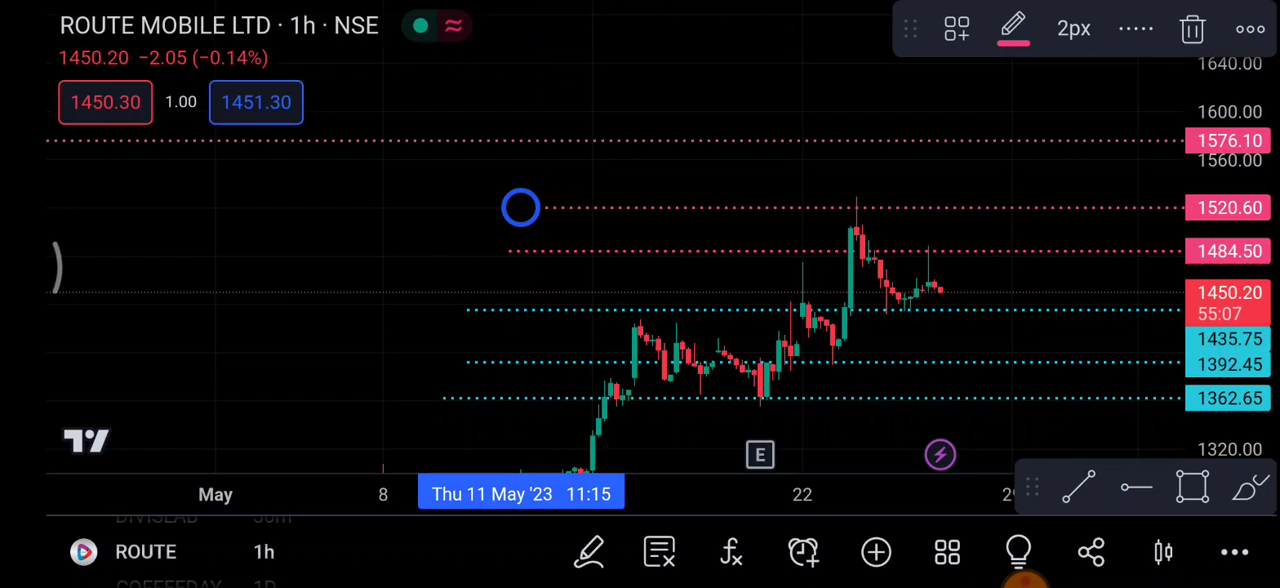 ROUTE MOBILE LTD · 1h · NSE
1450.20 −2.05 (−0.14%)
1450.30 1.00 1451.30
2px
1640.00
1600.00
1576.10
1560.00
1520.60
1484.50
1450.20
55:07
1435.75
1392.45
1362.65
E
1320.00
May 8 Thu 11 May '23 11:15 22
DIVISLAB 30m
ROUTE 1h
COFFEEDAY 1D